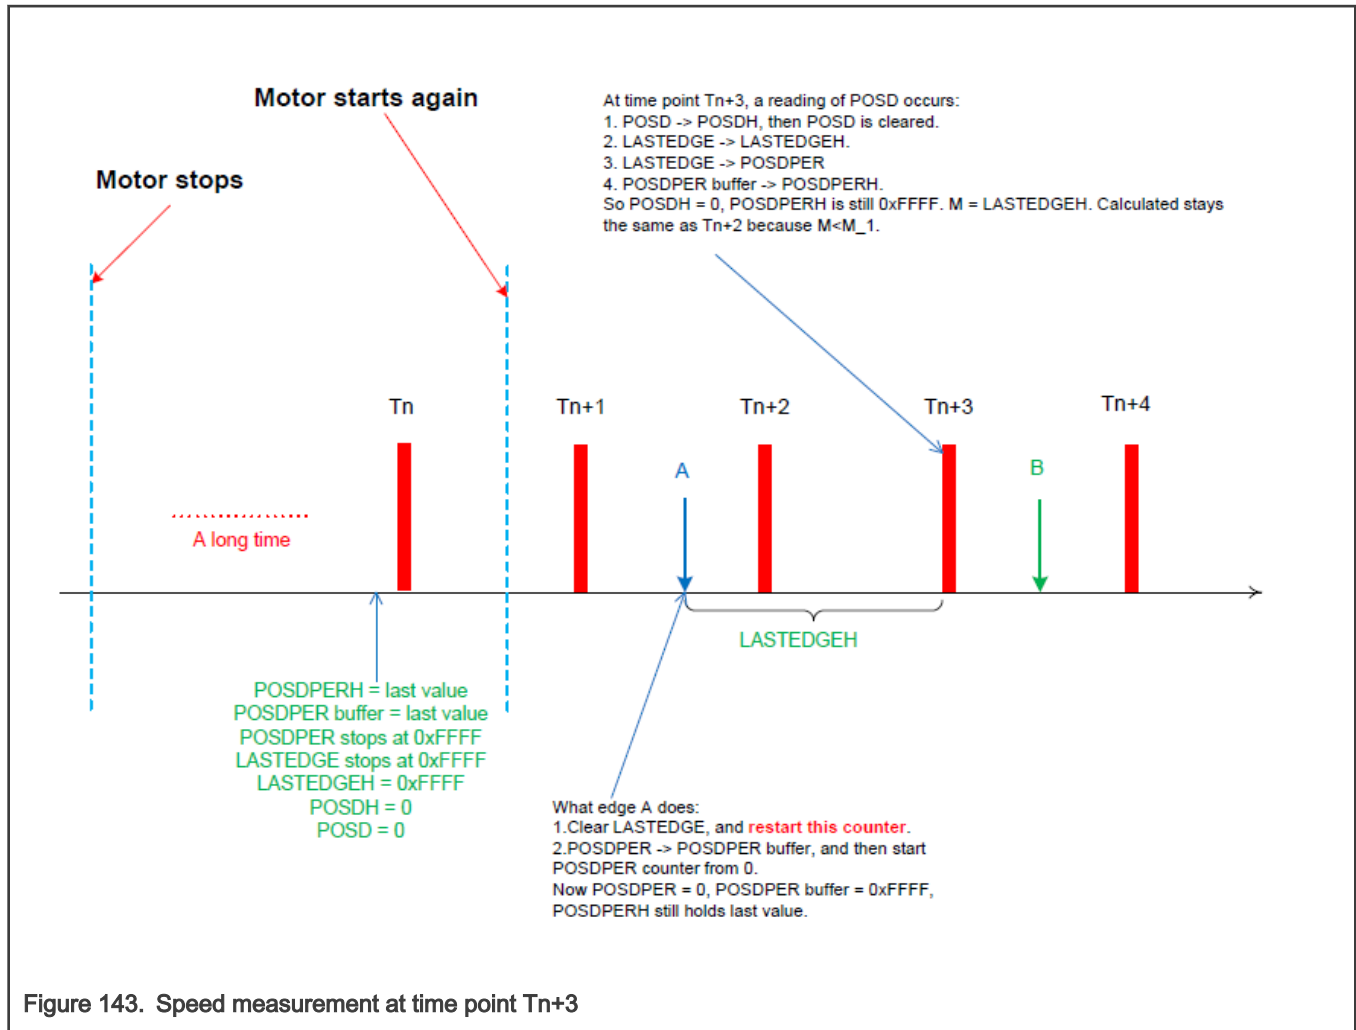 Motor starts again
Motor stops
At time point Tn+3, a reading of POSD occurs:
1. POSD -> POSDH, then POSD is cleared.
2. LASTEDGE -> LASTEDGEH.
3. LASTEDGE -> POSDPER
4. POSDPER buffer -> POSDPERH.
So POSDH = 0, POSDPERH is still 0xFFFF. M = LASTEDGEH. Calculated stays
the same as Tn+2 because M<M_1.
Tn
Tn+1
Tn+2
Tn+3
Tn+4
A
B
A long time
LASTEDGEH
POSDPERH = last value
POSDPER buffer = last value
POSDPER stops at 0xFFFF
LASTEDGE stops at 0xFFFF
LASTEDGEH = 0xFFFF
POSDH = 0
POSD = 0
What edge A does:
1.Clear LASTEDGE, and restart this counter.
2.POSDPER -> POSDPER buffer, and then start
POSDPER counter from 0.
Now POSDPER = 0, POSDPER buffer = 0xFFFF,
POSDPERH still holds last value.
Figure 143. Speed measurement at time point Tn+3